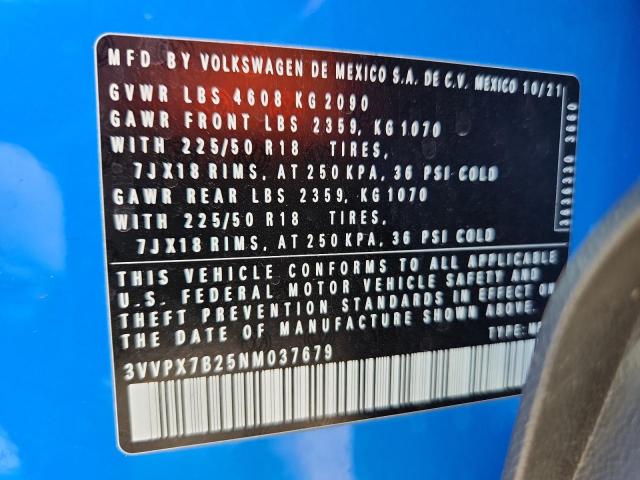 MFD BY VOLKSWAGEN DE MEXICO S.A. DE C.V. MEXICO 10/21
GVWR LBS 4608 KG 2090
GAWR FRONT LBS 2359, KG 1070
WITH 225/50 R18 TIRES,
7JX18 RIMS, AT 250 KPA, 36 PSI COLD
GAWR REAR LBS 2359, KG 1070
WITH 225/50 R18 TIRES,
7JX18 RIMS, AT 250 KPA, 36 PSI COLD
THIS VEHICLE CONFORMS TO ALL APPLICABLE
U.S. FEDERAL MOTOR VEHICLE SAFETY AND
THEFT PREVENTION STANDARDS IN EFFECT ON
THE DATE OF MANUFACTURE SHOWN ABOVE.
TYPE:
3VVPX7B25NM037679